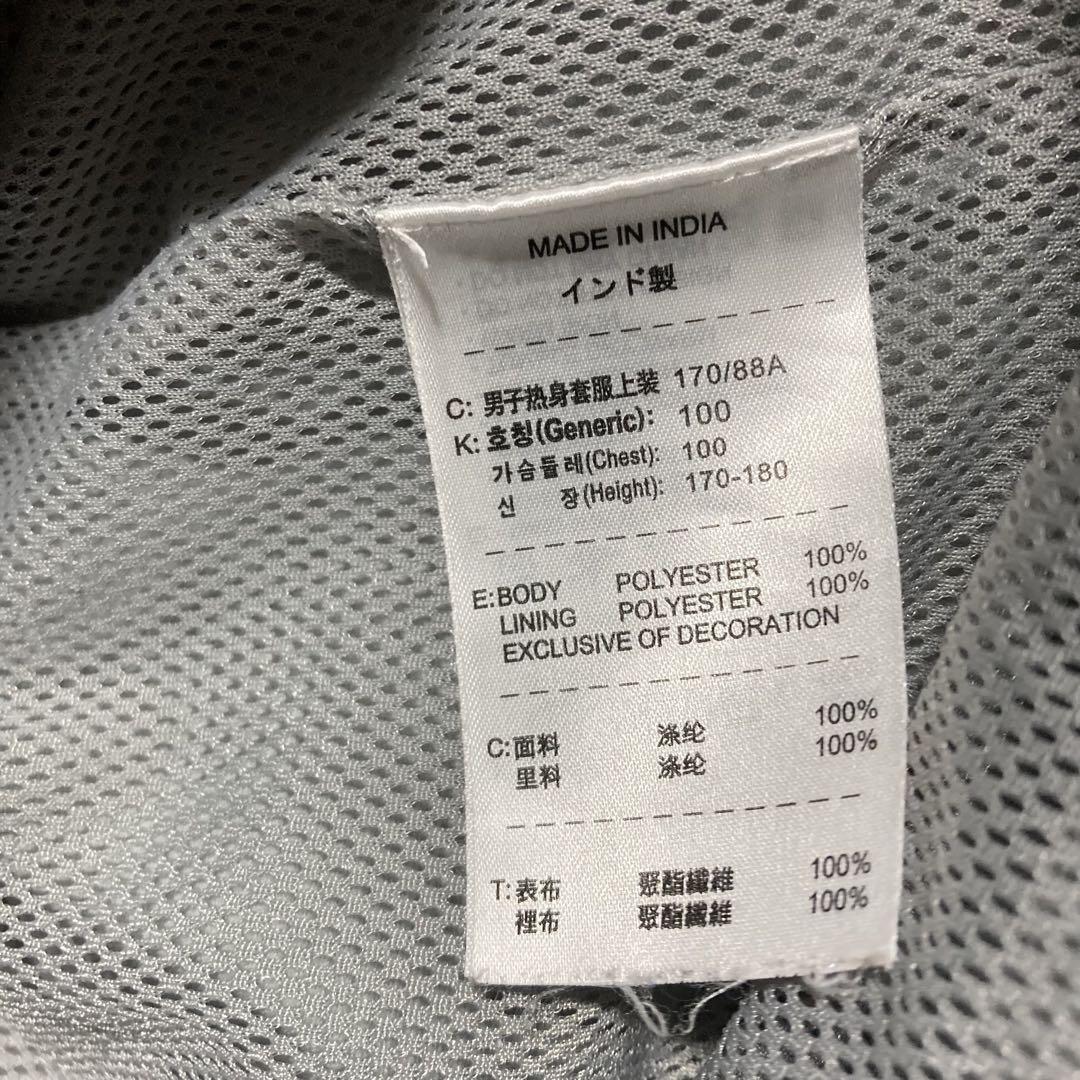 MADE IN INDIA
インド製
C: 男子热身套服上装 170/88A
K: 호칭(Generic): 100
가슴둘레(Chest): 100
신 장(Height): 170-180
E: BODY POLYESTER 100%
LINING POLYESTER 100%
EXCLUSIVE OF DECORATION
C: 面料 涤纶 100%
里料 涤纶 100%
T: 表布 聚酯纖維 100%
裡布 聚酯纖維 100%